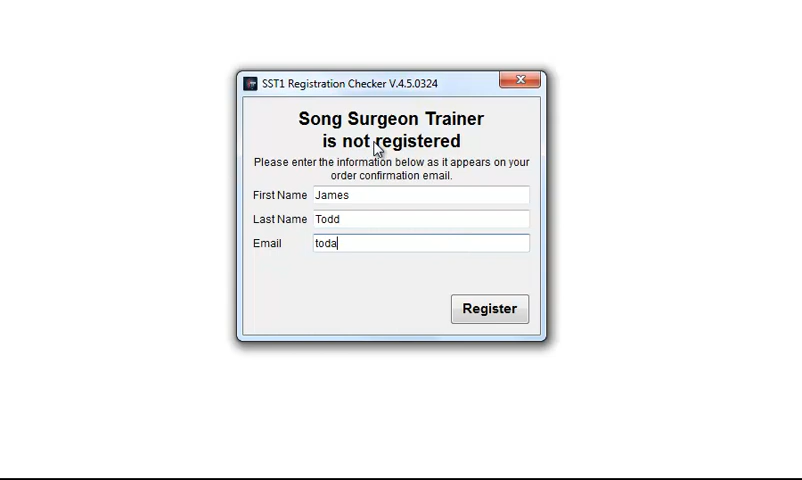 SST1 Registration Checker V.4.5.0324
Song Surgeon Trainer
is not registered
Please enter the information below as it appears on your
order confirmation email.
First Name James
Last Name Todd
Email toda
Register